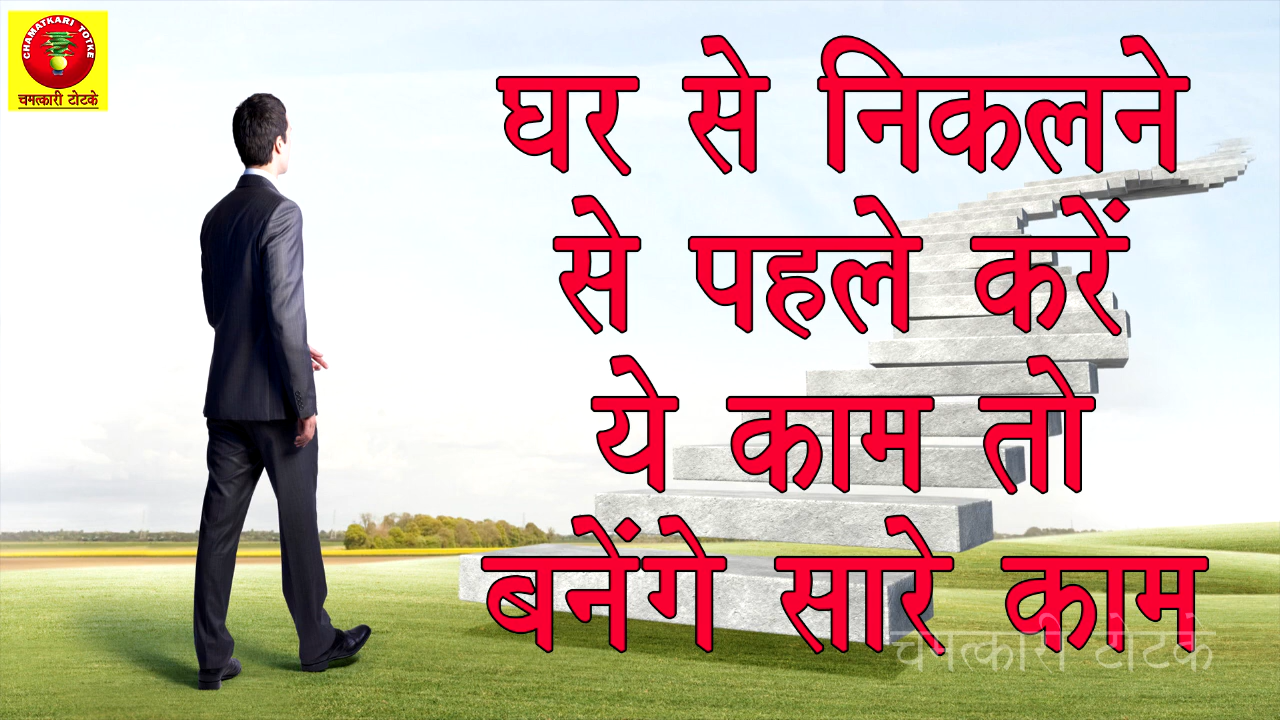 CHAMATKARI TOTKE
चमत्कारी टोटके
घर से निकलने
से पहले करें
ये काम तो
बनेंगे सारे काम
चमत्कारी टोटके